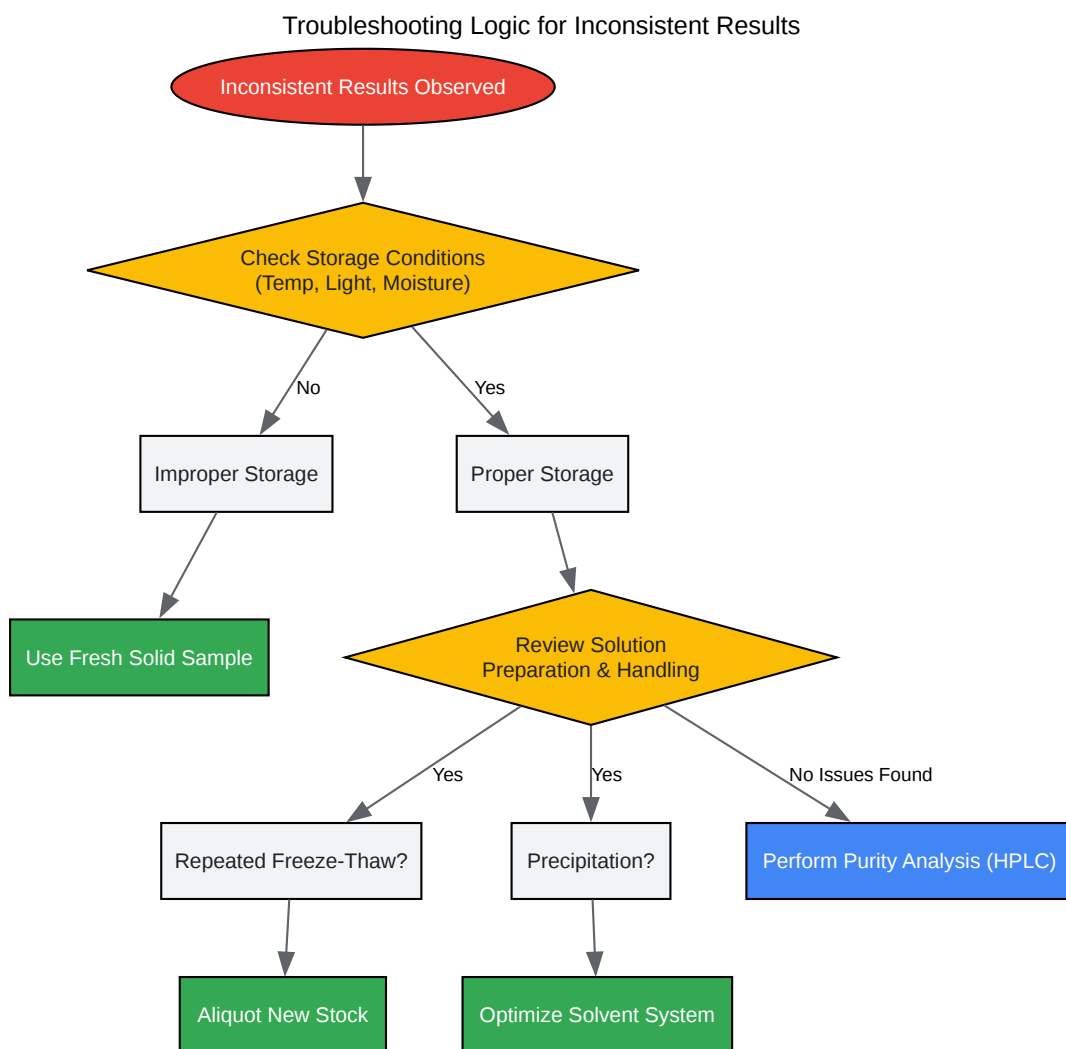 Troubleshooting Logic for Inconsistent Results
Inconsistent Results Observed
Check Storage Conditions
(Temp, Light, Moisture)
No
Yes
Improper Storage
Proper Storage
Use Fresh Solid Sample
Review Solution
Preparation & Handling
Yes
Yes
No Issues Found
Repeated Freeze-Thaw?
Precipitation?
Perform Purity Analysis (HPLC)
Aliquot New Stock
Optimize Solvent System